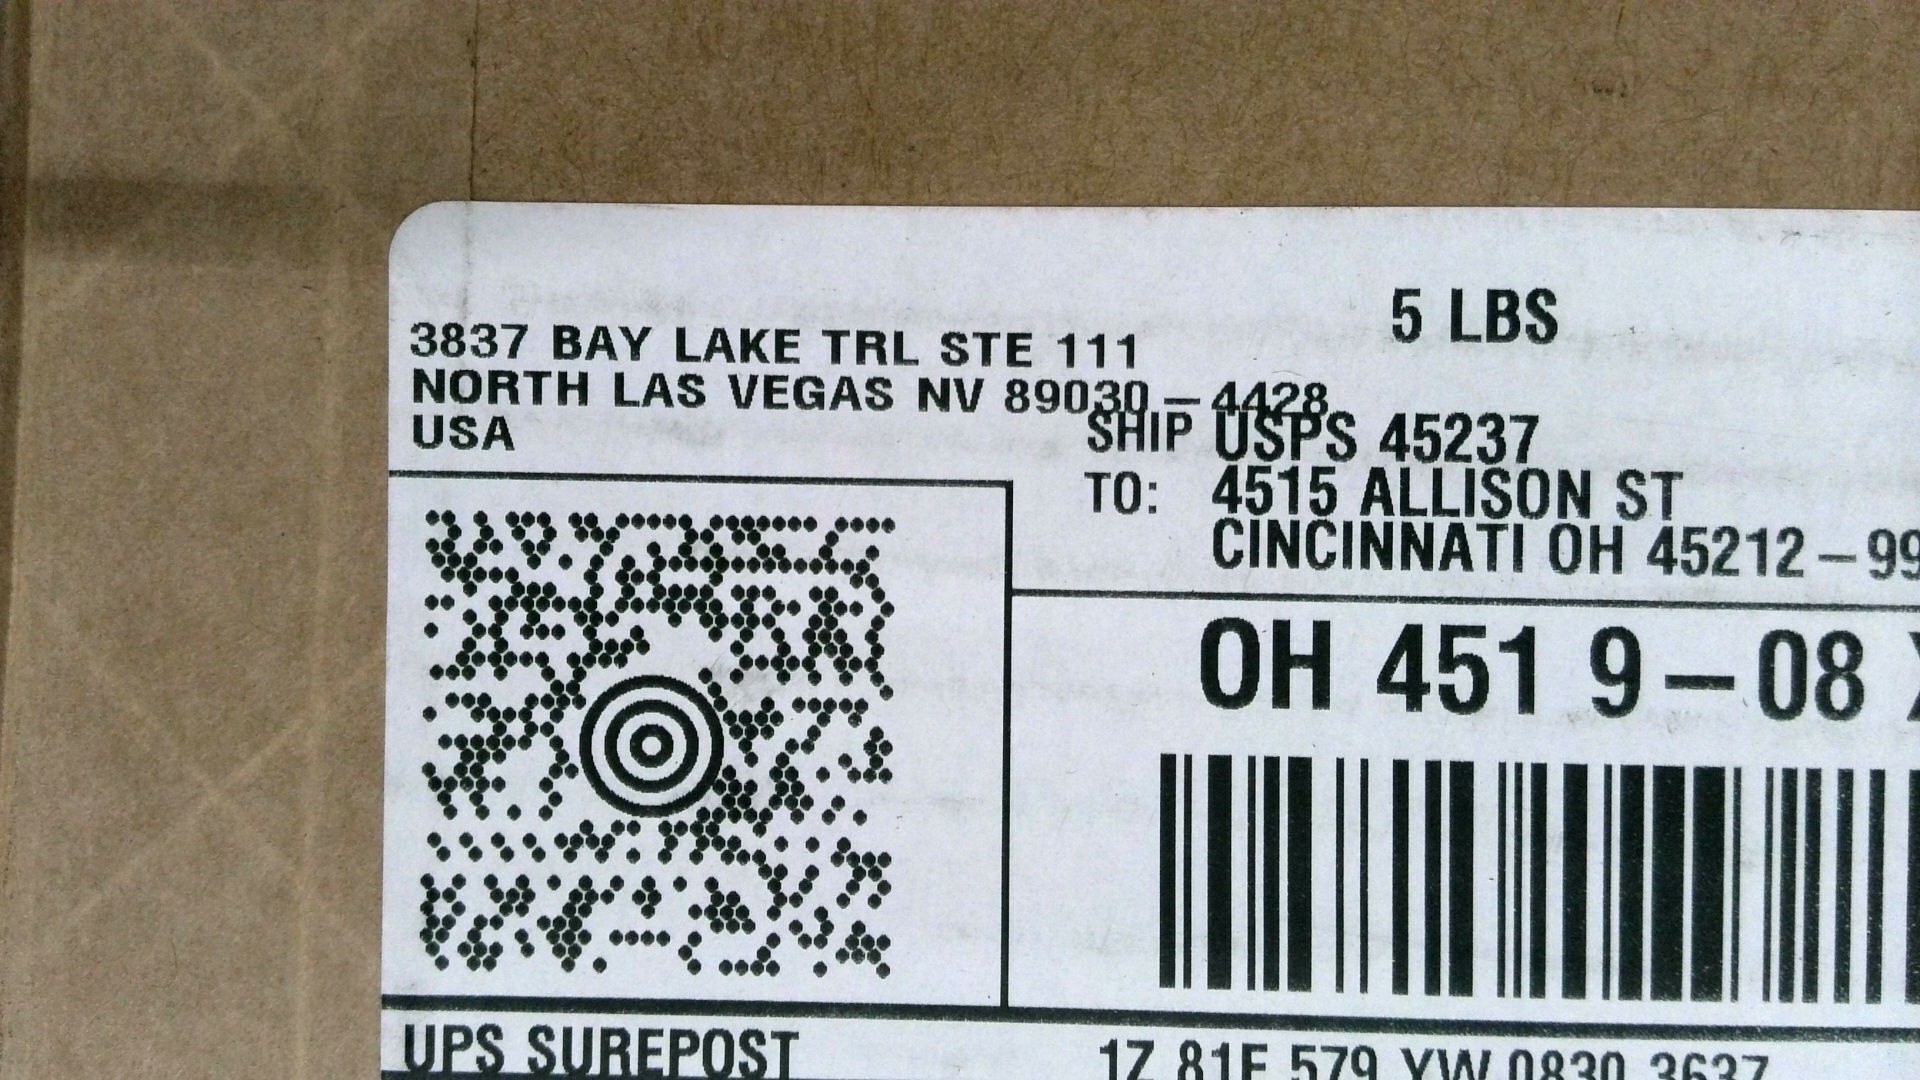 5 LBS
3837 BAY LAKE TRL STE 111
NORTH LAS VEGAS NV 89030-4428
USA
SHIP
TO:
USPS 45237
4515 ALLISON ST
CINCINNATI OH 45212-99
OH 451 9-08
UPS SUREPOST
1Z 81F 579 YW 0830 3637